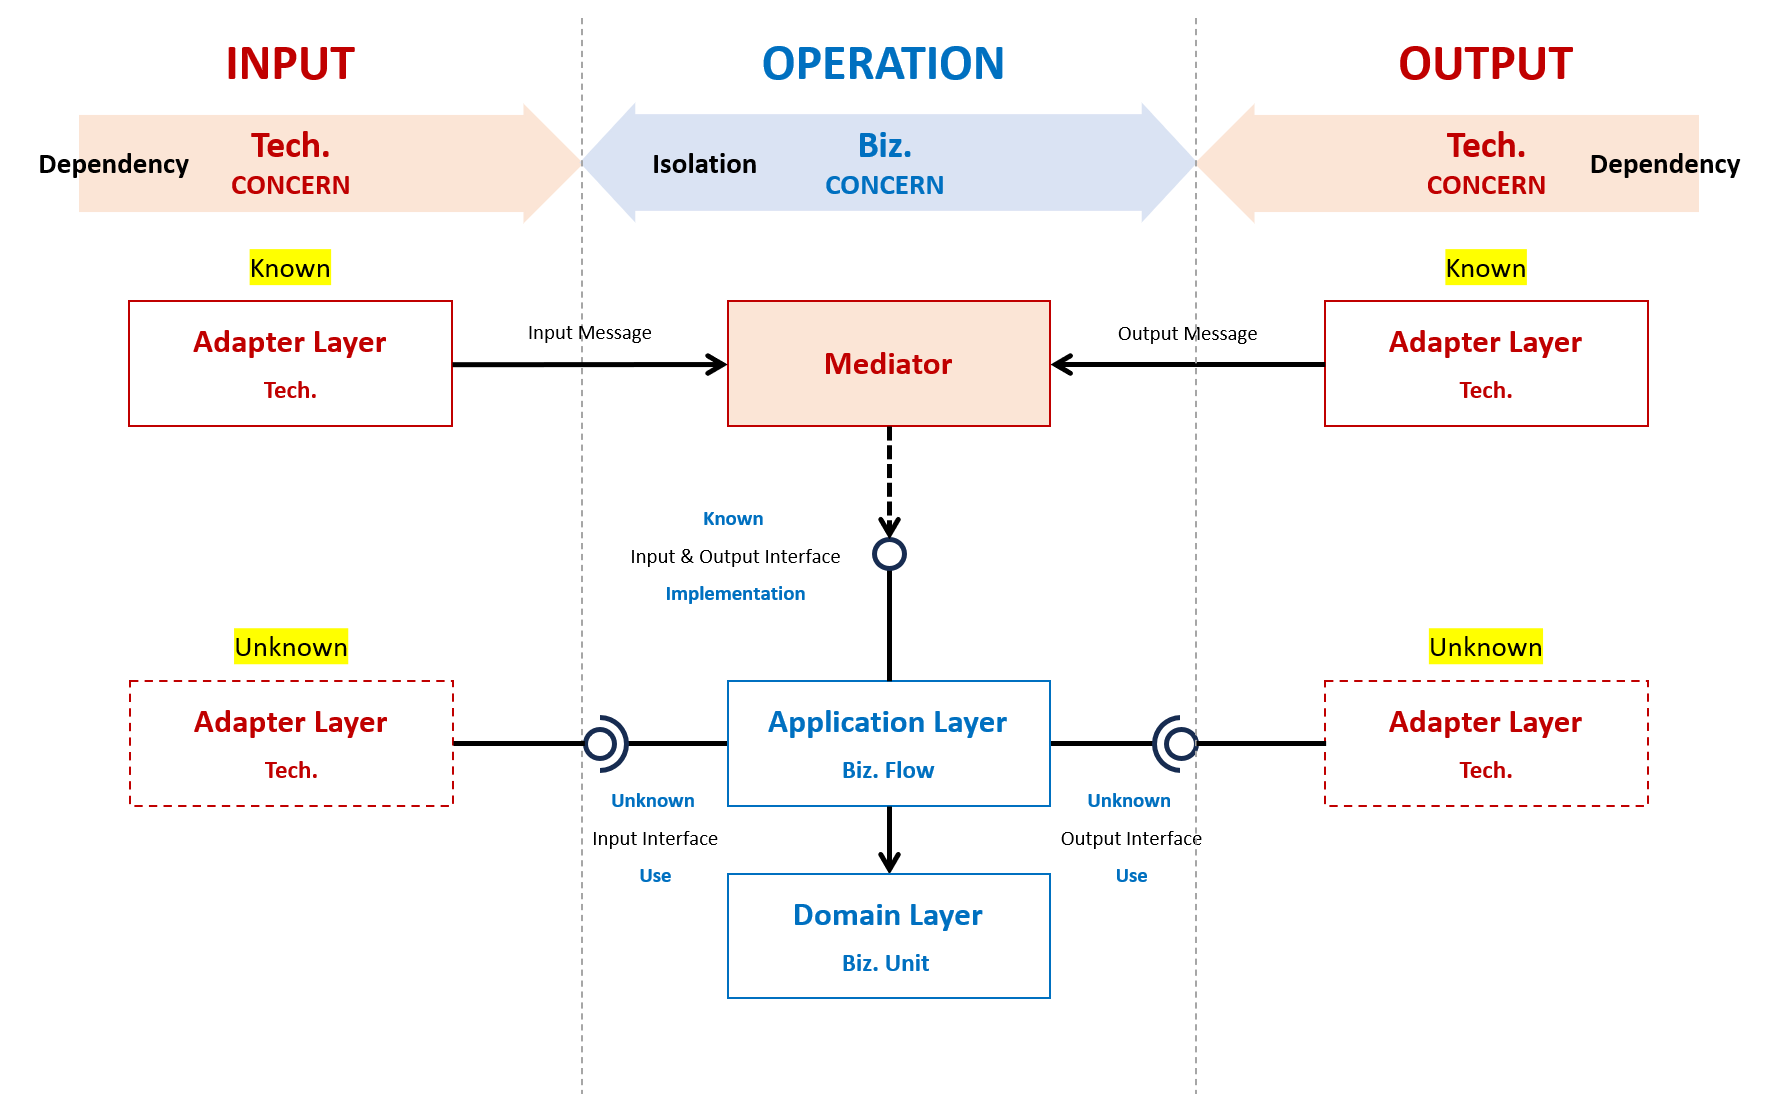 INPUT
OPERATION
OUTPUT
Dependency
Tech.
CONCERN
Isolation
Biz.
CONCERN
Tech.
CONCERN
Dependency
Known
Known
Adapter Layer
Tech.
Input Message
Mediator
Output Message
Adapter Layer
Tech.
Known
Input & Output Interface
Implementation
Unknown
Unknown
Adapter Layer
Tech.
Application Layer
Biz. Flow
Adapter Layer
Tech.
Unknown
Input Interface
Use
Unknown
Output Interface
Use
Domain Layer
Biz. Unit